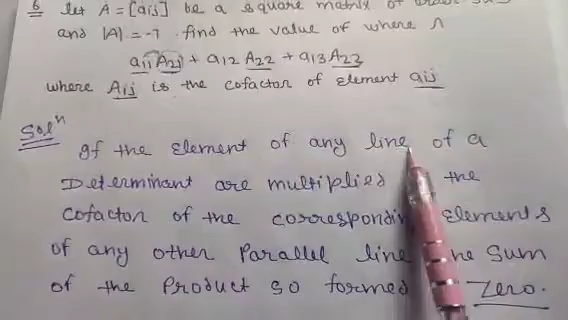 6 let A = [aij] be a square matrix of order
and |A| = -7 find the value of where
a11 A21 + a12 A22 + a13 A23
where Aij is the cofactor of element aij
Solⁿ
If the Element of any line of a
Determinant are multiplied the
Cofactor of the corresponding Elements
of any other Parallel line Sum
of the Product so formed Zero.